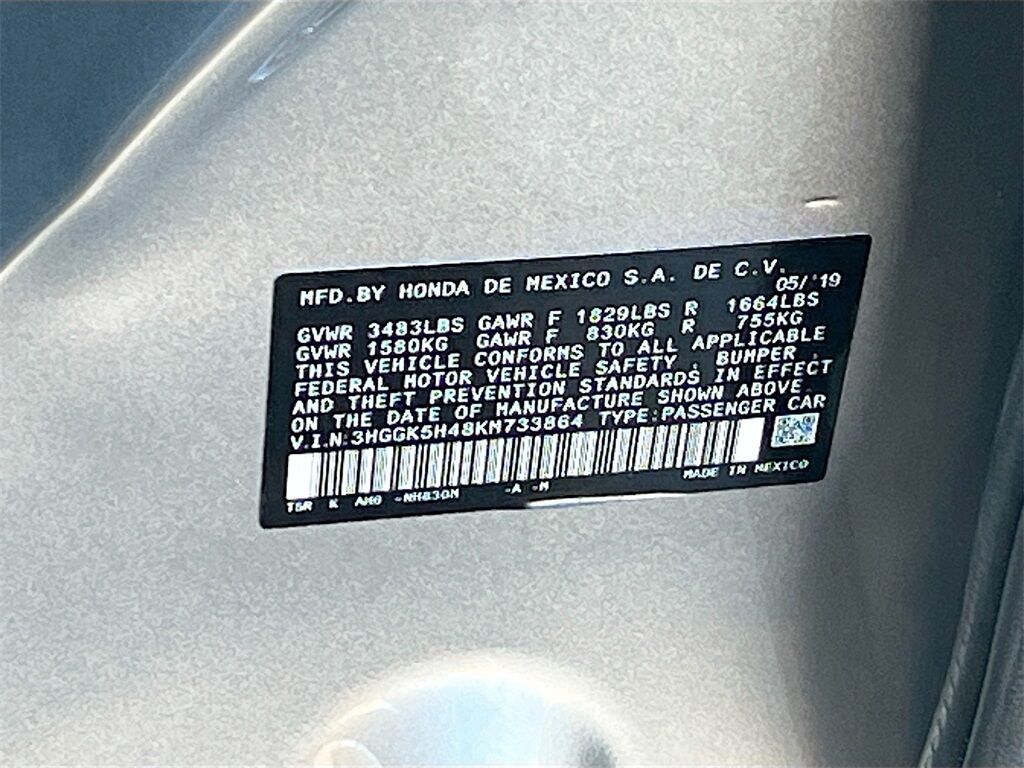 MFD.BY HONDA DE MEXICO S.A. DE C.V.
05/'19
GVWR 3483LBS GAWR F 1829LBS R 1664LBS
GVWR 1580KG GAWR F 830KG R 755KG
THIS VEHICLE CONFORMS TO ALL APPLICABLE
FEDERAL MOTOR VEHICLE SAFETY , BUMPER ,
AND THEFT PREVENTION STANDARDS IN EFFECT
ON THE DATE OF MANUFACTURE SHOWN ABOVE.
V.I.N:3HGGK5H48KM733864 TYPE:PASSENGER CAR
MADE IN MEXICO
T5R K AM0 -NH830M -A -M